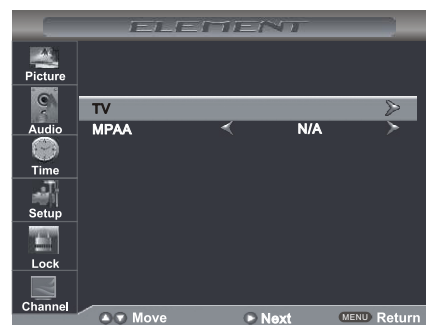 ELEMENT
Picture
Audio
Time
Setup
Lock
Channel
TV
MPAA N/A
Move Next MENU Return